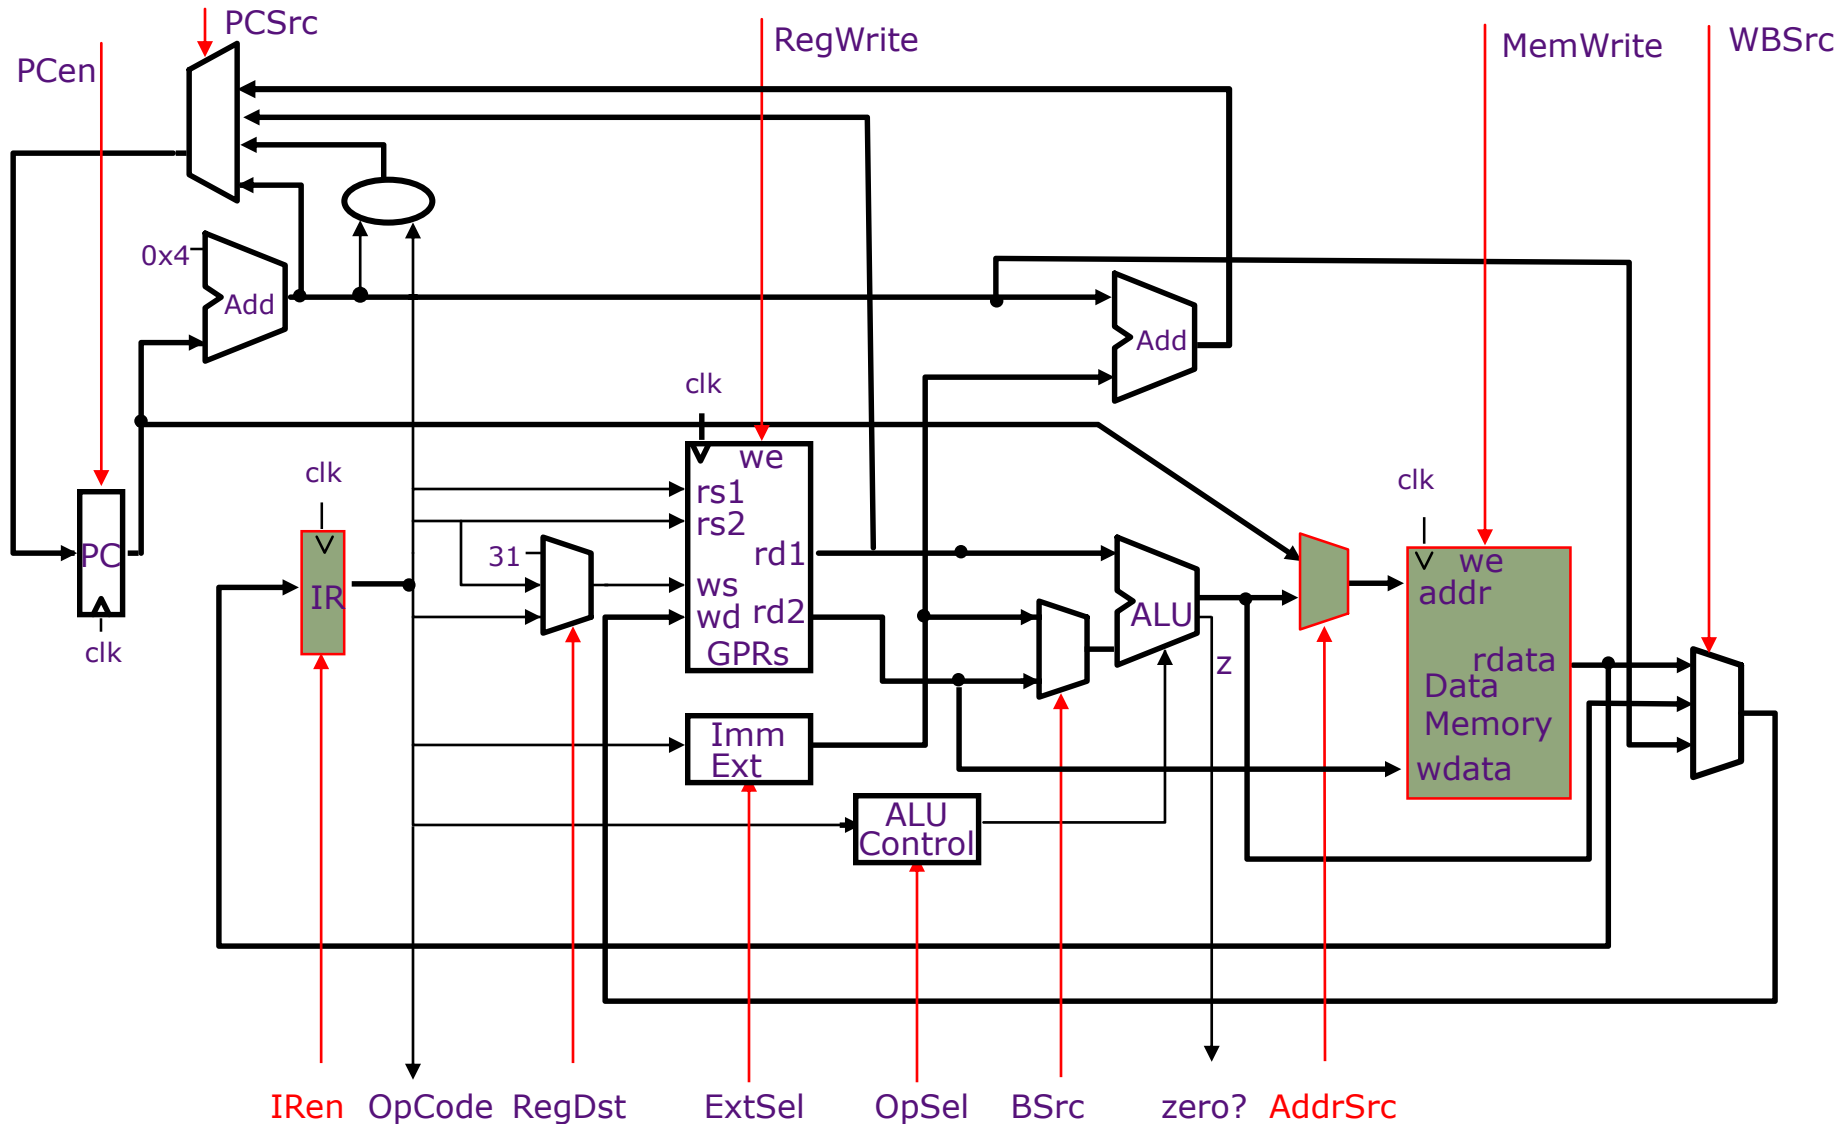 PCSrc
RegWrite
MemWrite
WBSrc
PCen
0x4
Add
Add
clk
clk
clk
we
rs1
rs2
rd1
31
ws
wd
rd2
GPRs
PC
clk
IR
ALU
z
we
addr
rdata
Data
Memory
wdata
Imm
Ext
ALU
Control
IRen
OpCode
RegDst
ExtSel
OpSel
BSrc
zero?
AddrSrc